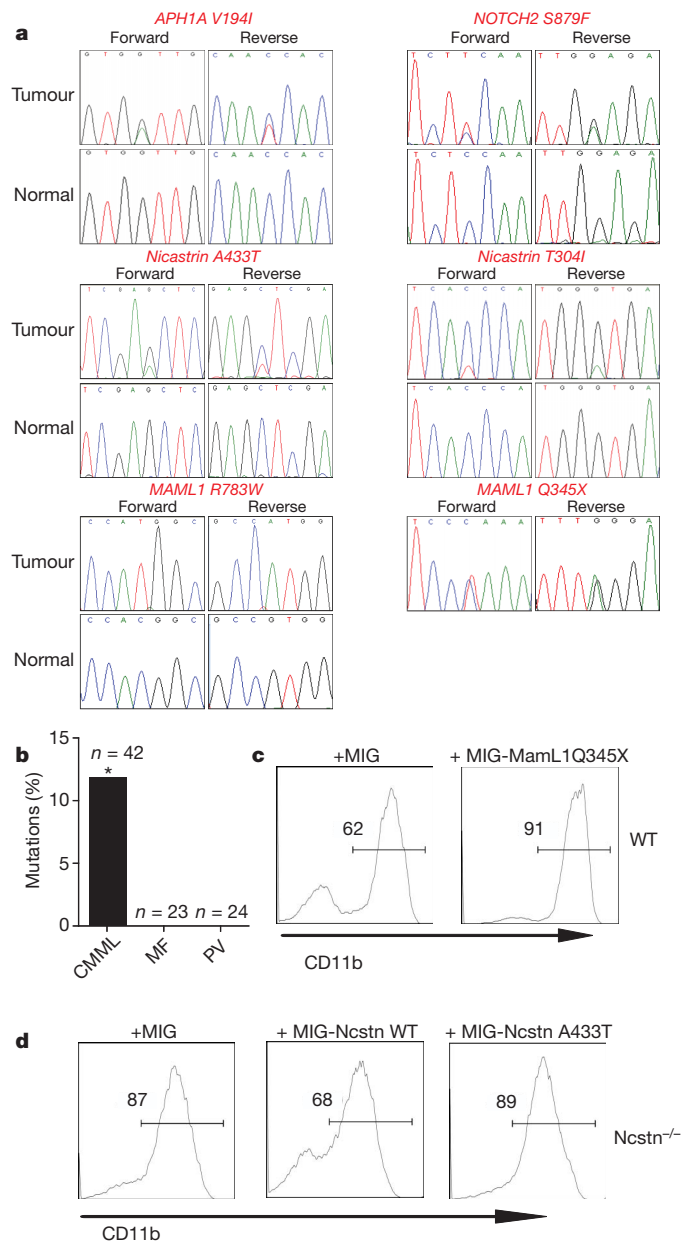 a
APH1A V194I
NOTCH2 S879F
Forward Reverse
Forward Reverse
Tumour
G T G G T T G
C A A C C A C
T C T T C A A
T T G G A G A
Normal
G T G G T T G
C A A C C A C
T C T C C A A
T T G G A G A
Nicastrin A433T
Nicastrin T304I
Forward Reverse
Forward Reverse
Tumour
T C G A G C T C
G A G C T C G A
T C A C C C A
T G G G T G A
Normal
T C G A G C T C
G A G C T C G A
T C A C C C A
T G G G T G A
MAML1 R783W
MAML1 Q345X
Forward Reverse
Forward Reverse
Tumour
C C A T G G C
G C C A T G G
T C C C A A A
T T T G G G A
Normal
C C A C G G C
G C C G T G G
b
15
10
5
0
Mutations (%)
n = 42
*
n = 23 n = 24
CMML
MF
PV
c
+MIG
+ MIG-MamL1Q345X
62
91
WT
CD11b
d
+MIG
+ MIG-Ncstn WT
+ MIG-Ncstn A433T
87
68
89
Ncstn–/–
CD11b